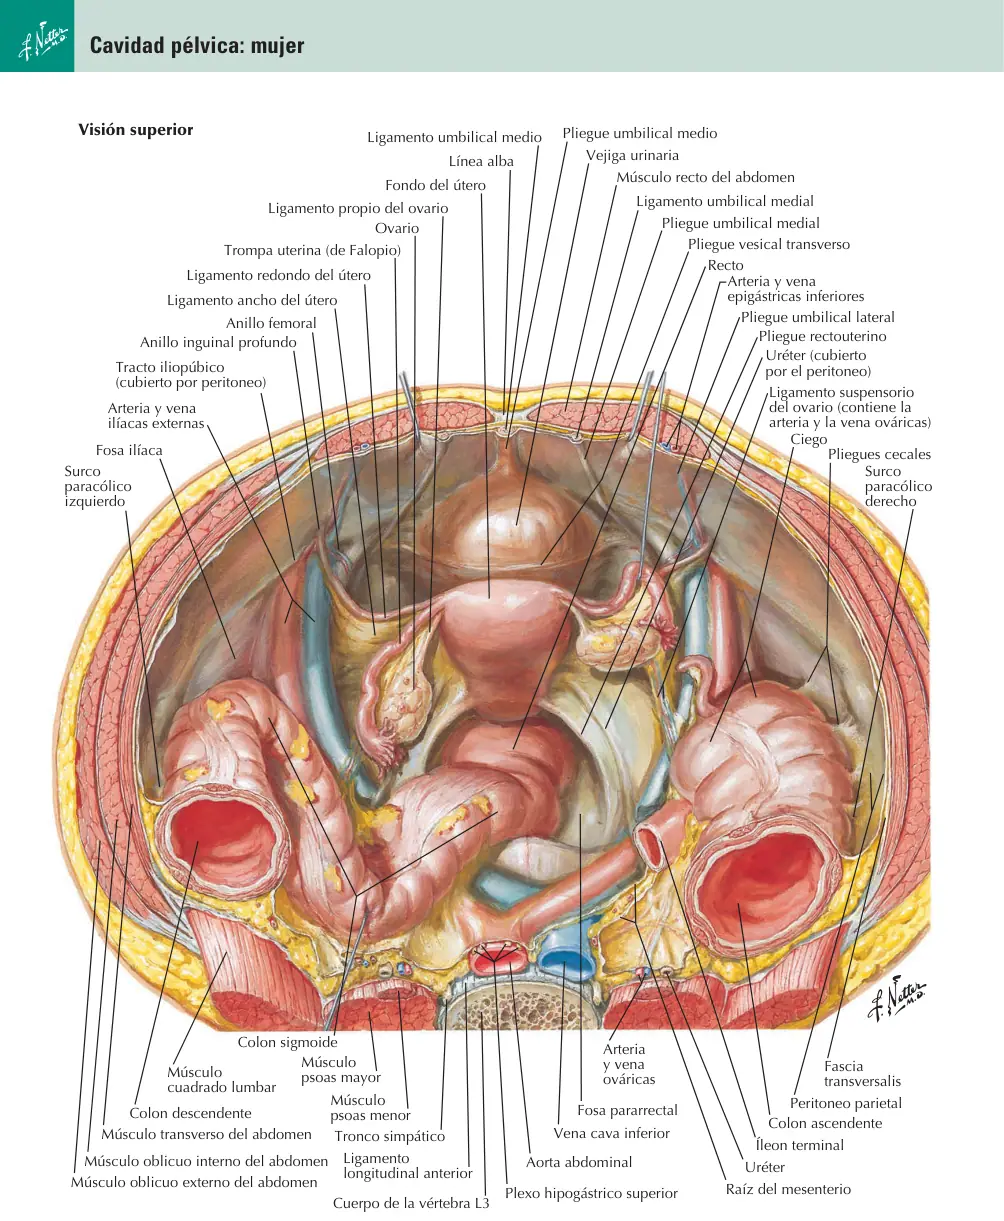 F. Netter M.D.
Cavidad pélvica: mujer
Visión superior
Ligamento umbilical medio
Pliegue umbilical medio
Línea alba
Vejiga urinaria
Fondo del útero
Músculo recto del abdomen
Ligamento propio del ovario
Ligamento umbilical medial
Ovario
Pliegue umbilical medial
Trompa uterina (de Falopio)
Pliegue vesical transverso
Ligamento redondo del útero
Recto
Ligamento ancho del útero
Arteria y vena
epigástricas inferiores
Anillo femoral
Pliegue umbilical lateral
Anillo inguinal profundo
Pliegue rectouterino
Tracto iliopúbico
(cubierto por peritoneo)
Uréter (cubierto
por el peritoneo)
Arteria y vena
ilíacas externas
Ligamento suspensorio
del ovario (contiene la
arteria y la vena ováricas)
Fosa ilíaca
Ciego
Pliegues cecales
Surco
paracólico
izquierdo
Surco
paracólico
derecho
F. Netter M.D.
Colon sigmoide
Músculo
cuadrado lumbar
Músculo
psoas mayor
Arteria
y vena
ováricas
Fascia
transversalis
Colon descendente
Músculo
psoas menor
Fosa pararrectal
Peritoneo parietal
Músculo transverso del abdomen
Tronco simpático
Vena cava inferior
Colon ascendente
Músculo oblicuo interno del abdomen
Ligamento
longitudinal anterior
Aorta abdominal
Íleon terminal
Músculo oblicuo externo del abdomen
Uréter
Cuerpo de la vértebra L3
Plexo hipogástrico superior
Raíz del mesenterio